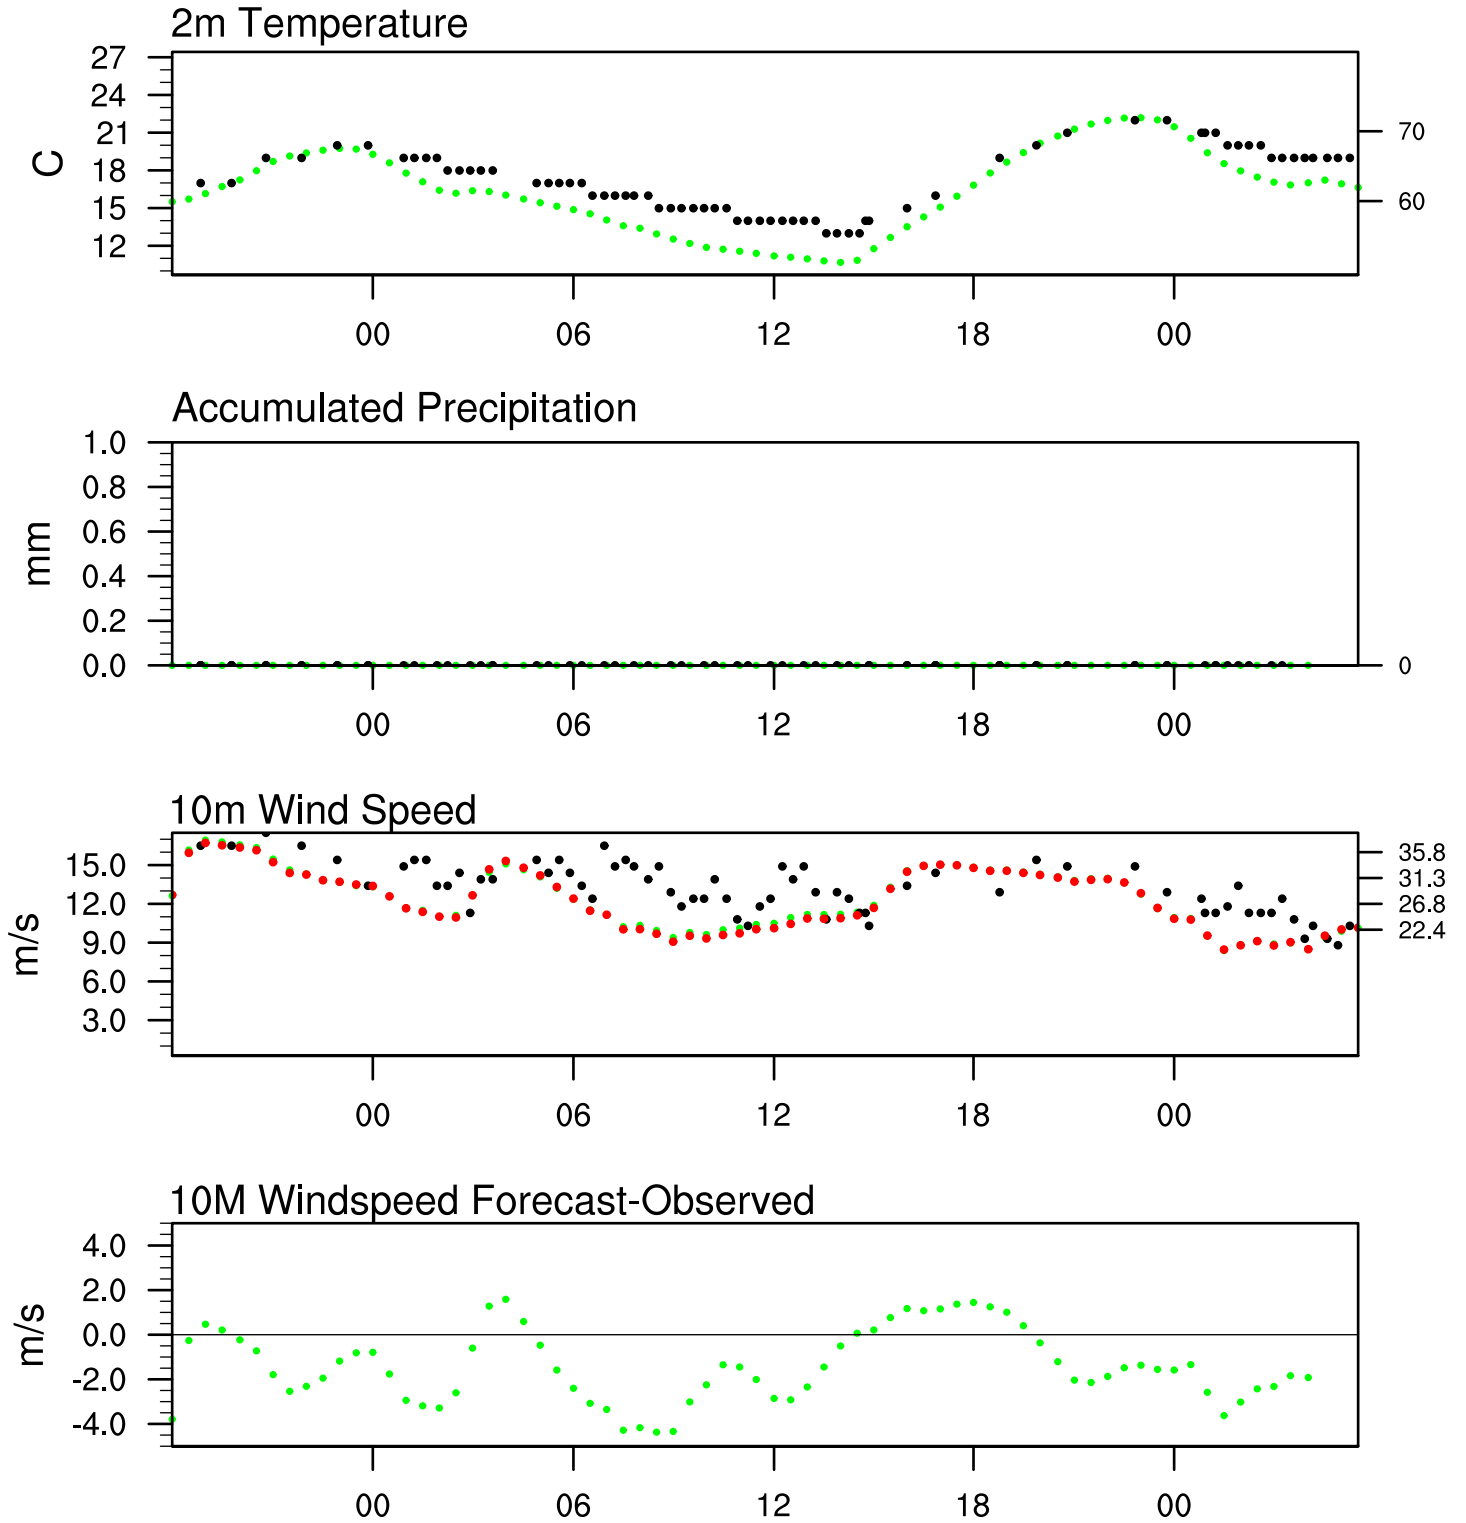 2m Temperature
27
24
21
18
15
12
C
70
60
00 06 12 18 00
Accumulated Precipitation
1.0
0.8
0.6
0.4
0.2
0.0
mm
0
00 06 12 18 00
10m Wind Speed
15.0
12.0
9.0
6.0
3.0
m/s
35.8
31.3
26.8
22.4
00 06 12 18 00
10M Windspeed Forecast-Observed
4.0
2.0
0.0
-2.0
-4.0
m/s
00 06 12 18 00